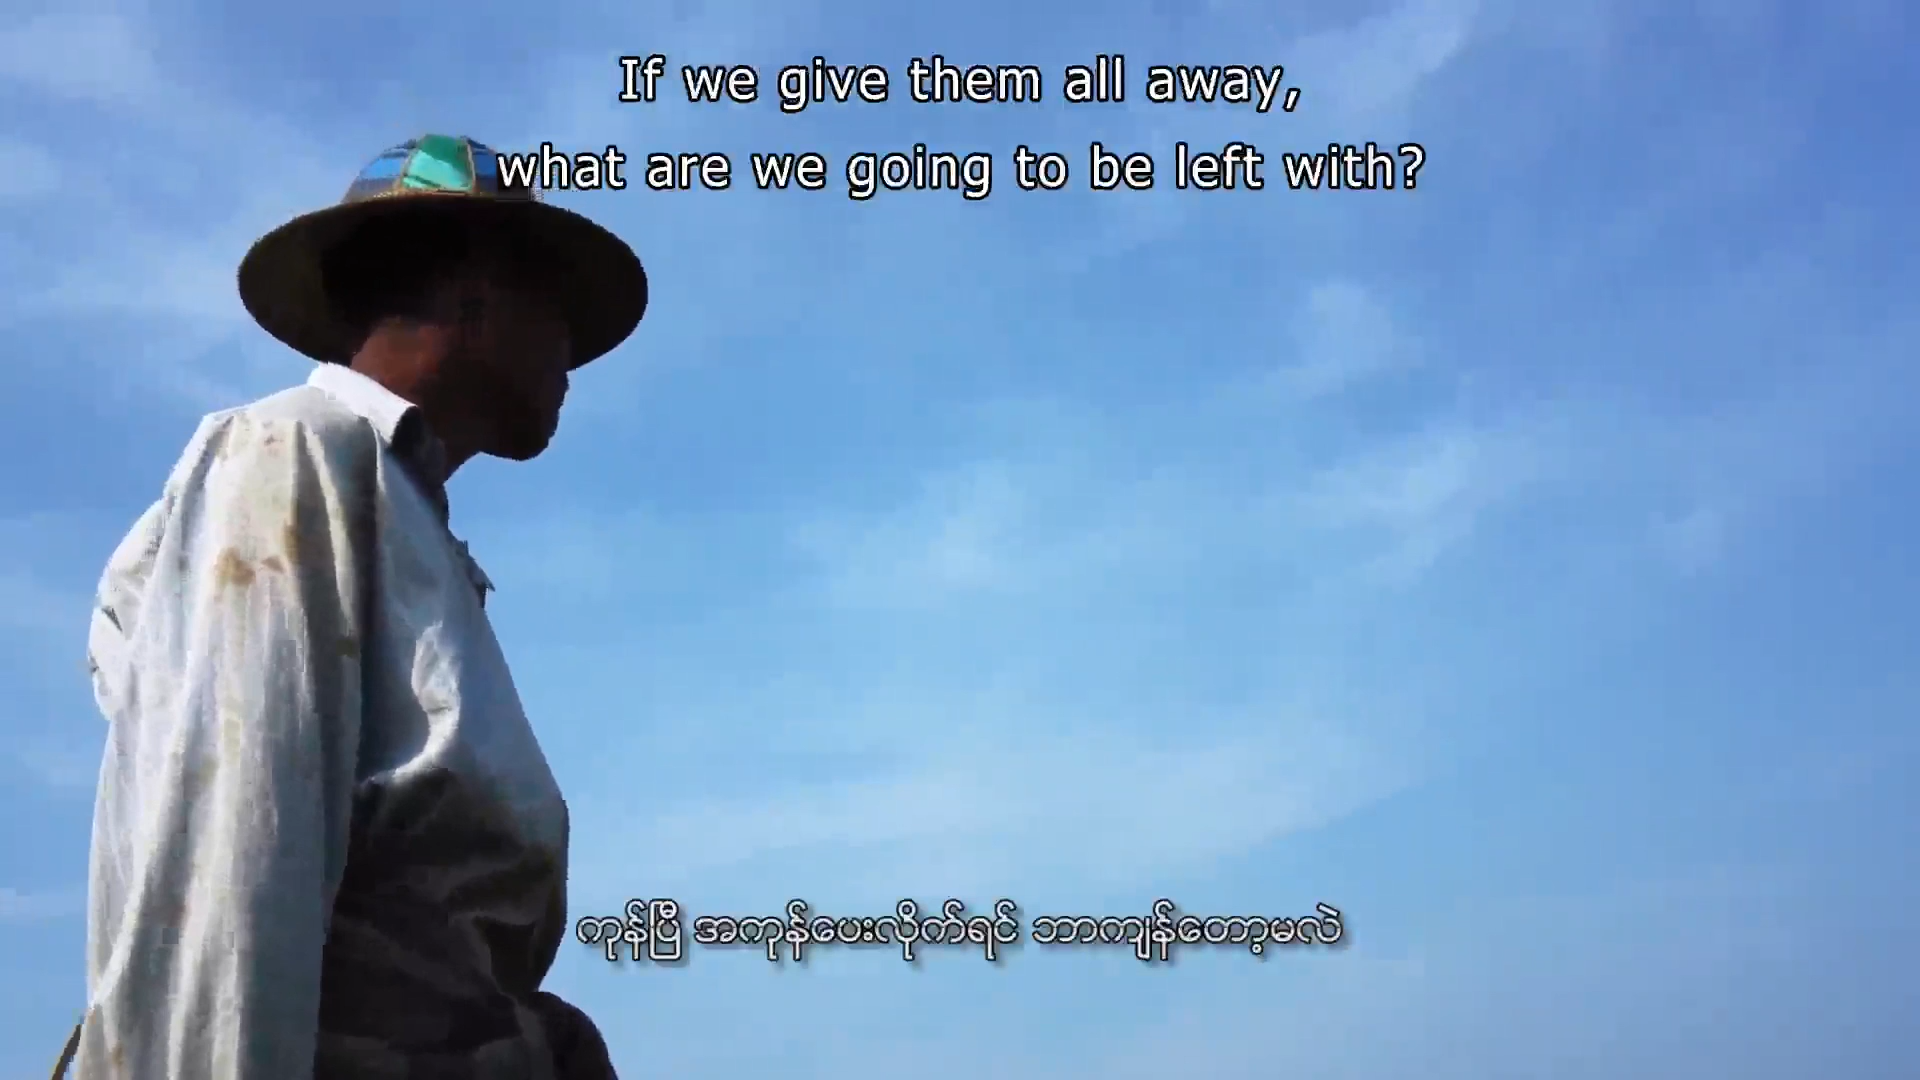 If we give them all away,
what are we going to be left with?
ကုန်ပြီ အကုန်ပေးလိုက်ရင် ဘာကျန်တော့မလဲ